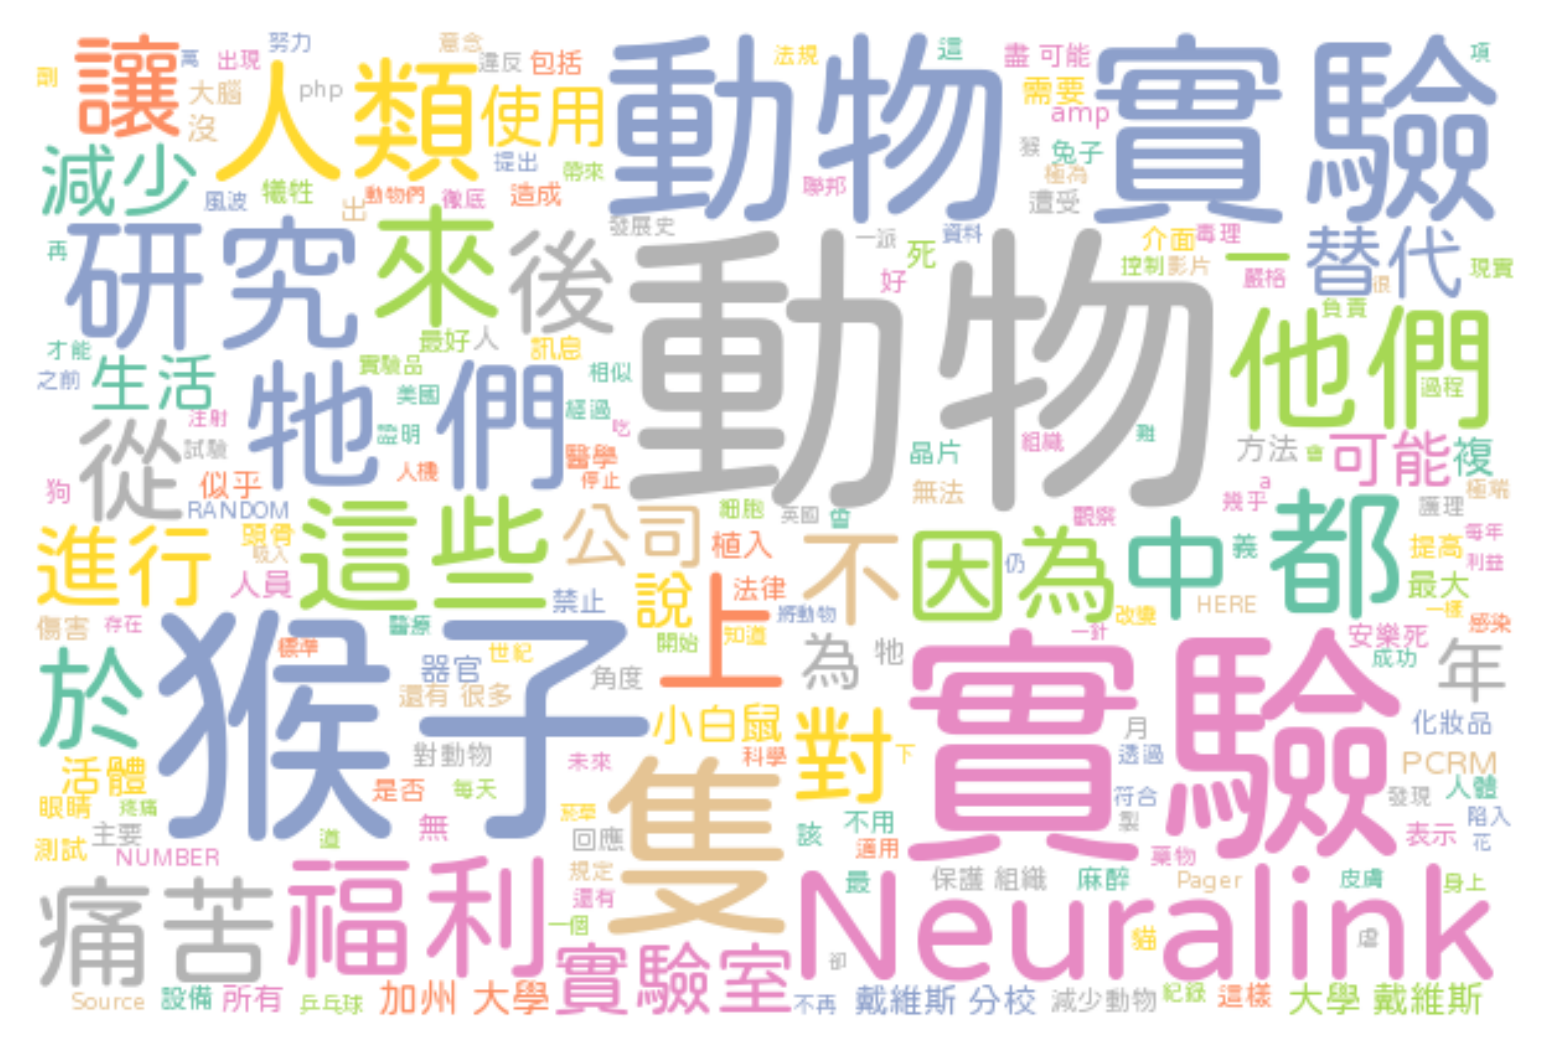 剛
讓
萬
出現
努力
意念
違反
包括
動物
實驗
法規
這
盡 可能
項
大腦
沒
php
人類
使用
需要
amp
減少
風波
犧牲
出
動物們
徹底
提出
造成
帶來
聯邦
猴
兔子
極為
遭受
再
研究
來
後
發展史
動物
一派
資料
死
好
介面
毒理
一
控制
影片
嚴格
替代
很
現實
才能
之前
生活
最好
人
訊息
實驗品
美國
相似
經過
他們
負責
過程
注射
試驗
從
牠們
證明
吃
醫學
人機
停止
似乎
狗
RANDOM
晶片
無法
組織
難
方法
會
可能
複
a
幾乎
極端
護理
進行
頭骨
吸入
人員
這些
公司
細胞
英國
曾
植入
不
因為
仍
觀察
中
義
都
提高
每年
利益
最大
一樣
禁止
說
上
法律
將動物
改變
HERE
傷害
存在
標準
醫療
開始
知道
為
牠
一針
安樂死
感染
成功
年
於
猴子
器官
世紀
還有 很多
角度
小白鼠
對
下
實驗
月
透過
化妝品
PCRM
活體
對動物
未來
科學
眼睛
疼痛
是否
每天
隻
符合
製
發現
人體
陷入
測試
主要
道
無
菸草
回應
該
不用
適用
表示
花
NUMBER
規定
藥物
痛苦
福利
還有
一個
最
保護 組織
麻醉
Pager
皮膚
身上
Neuralink
貓
虐
實驗室
卻
Source
設備
所有
乒乓球
加州 大學
不再
戴維斯 分校
減少動物
紀錄
這樣
大學 戴維斯